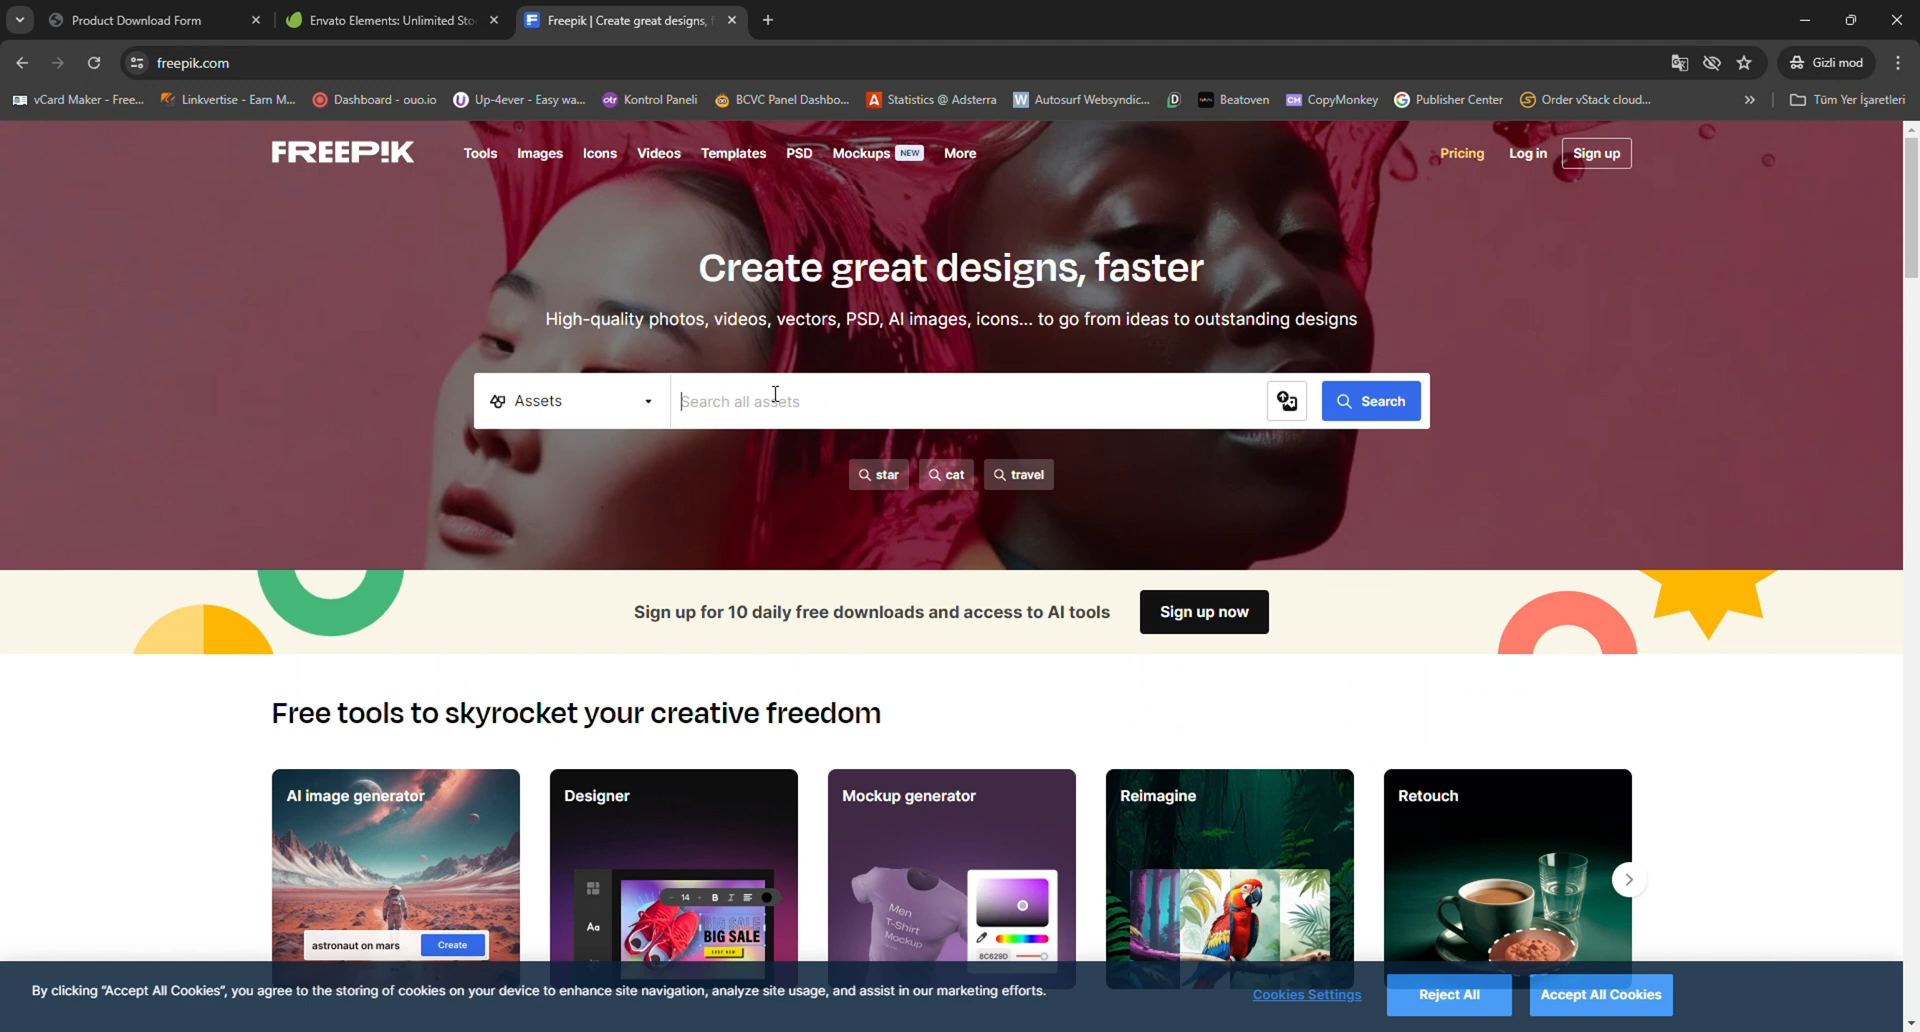 Product Download Form
Envato Elements: Unlimited Sto
Freepik | Create great designs, f
freepik.com
Gizli mod
vCard Maker - Free...
Linkvertise - Earn M...
Dashboard - ouo.io
Up-4ever - Easy wa...
otr Kontrol Paneli
BCVC Panel Dashbo...
Statistics @ Adsterra
Autosurf Websyndic...
Beatoven
CM CopyMonkey
Publisher Center
Order vStack cloud...
Tüm Yer İşaretleri
FREEP!K
Tools
Images
Icons
Videos
Templates
PSD
Mockups NEW
More
Pricing
Log in
Sign up
Create great designs, faster
High-quality photos, videos, vectors, PSD, AI images, icons... to go from ideas to outstanding designs
Assets
Search all assets
Search
star
cat
travel
Sign up for 10 daily free downloads and access to AI tools
Sign up now
Free tools to skyrocket your creative freedom
AI image generator
Designer
Mockup generator
Reimagine
Retouch
14 B I
Aa
BIG SALE
BIG SALE
Men
T-Shirt
Mockup
8C629D
astronaut on mars
Create
By clicking “Accept All Cookies”, you agree to the storing of cookies on your device to enhance site navigation, analyze site usage, and assist in our marketing efforts.
Cookies Settings
Reject All
Accept All Cookies